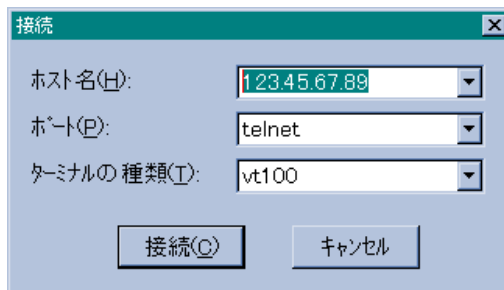 接続
ホスト名(H): 123.45.67.89
ポート(P): telnet
ターミナルの種類(T): vt100
接続(C) キャンセル